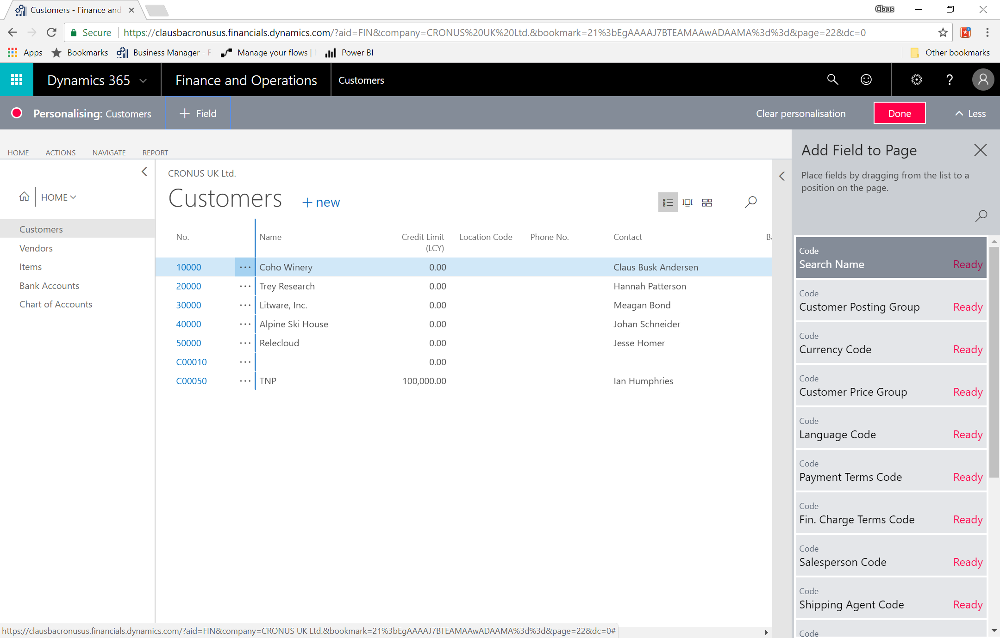 Customers - Finance and
Claus
Secure
https://clausbacronusus.financials.dynamics.com/?aid=FIN&company=CRONUS%20UK%20Ltd.&bookmark=21%3bEgAAAAJ7BTEAMAAwADAAMA%3d%3d&page=22&dc=0
Apps Bookmarks Business Manager - F Manage your flows | Power BI Other bookmarks
Dynamics 365 Finance and Operations Customers ?
Personalising: Customers + Field Clear personalisation Done Less
HOME ACTIONS NAVIGATE REPORT
HOME
Customers
Vendors
Items
Bank Accounts
Chart of Accounts
CRONUS UK Ltd.
Customers + new
No. Name Credit Limit (LCY) Location Code Phone No. Contact
10000 ... Coho Winery 0.00 Claus Busk Andersen
20000 ... Trey Research 0.00 Hannah Patterson
30000 ... Litware, Inc. 0.00 Meagan Bond
40000 ... Alpine Ski House 0.00 Johan Schneider
50000 ... Relecloud 0.00 Jesse Homer
C00010 ... 0.00
C00050 ... TNP 100,000.00 Ian Humphries
Add Field to Page
Place fields by dragging from the list to a
position on the page.
Code
Search Name Ready
Code
Customer Posting Group Ready
Code
Currency Code Ready
Code
Customer Price Group Ready
Code
Language Code Ready
Code
Payment Terms Code Ready
Code
Fin. Charge Terms Code Ready
Code
Salesperson Code Ready
Code
Shipping Agent Code Ready
Code
https://clausbacronusus.financials.dynamics.com/?aid=FIN&company=CRONUS UK Ltd.&bookmark=21%3bEgAAAAJ7BTEAMAAwADAAMA%3d%3d&page=22&dc=0#